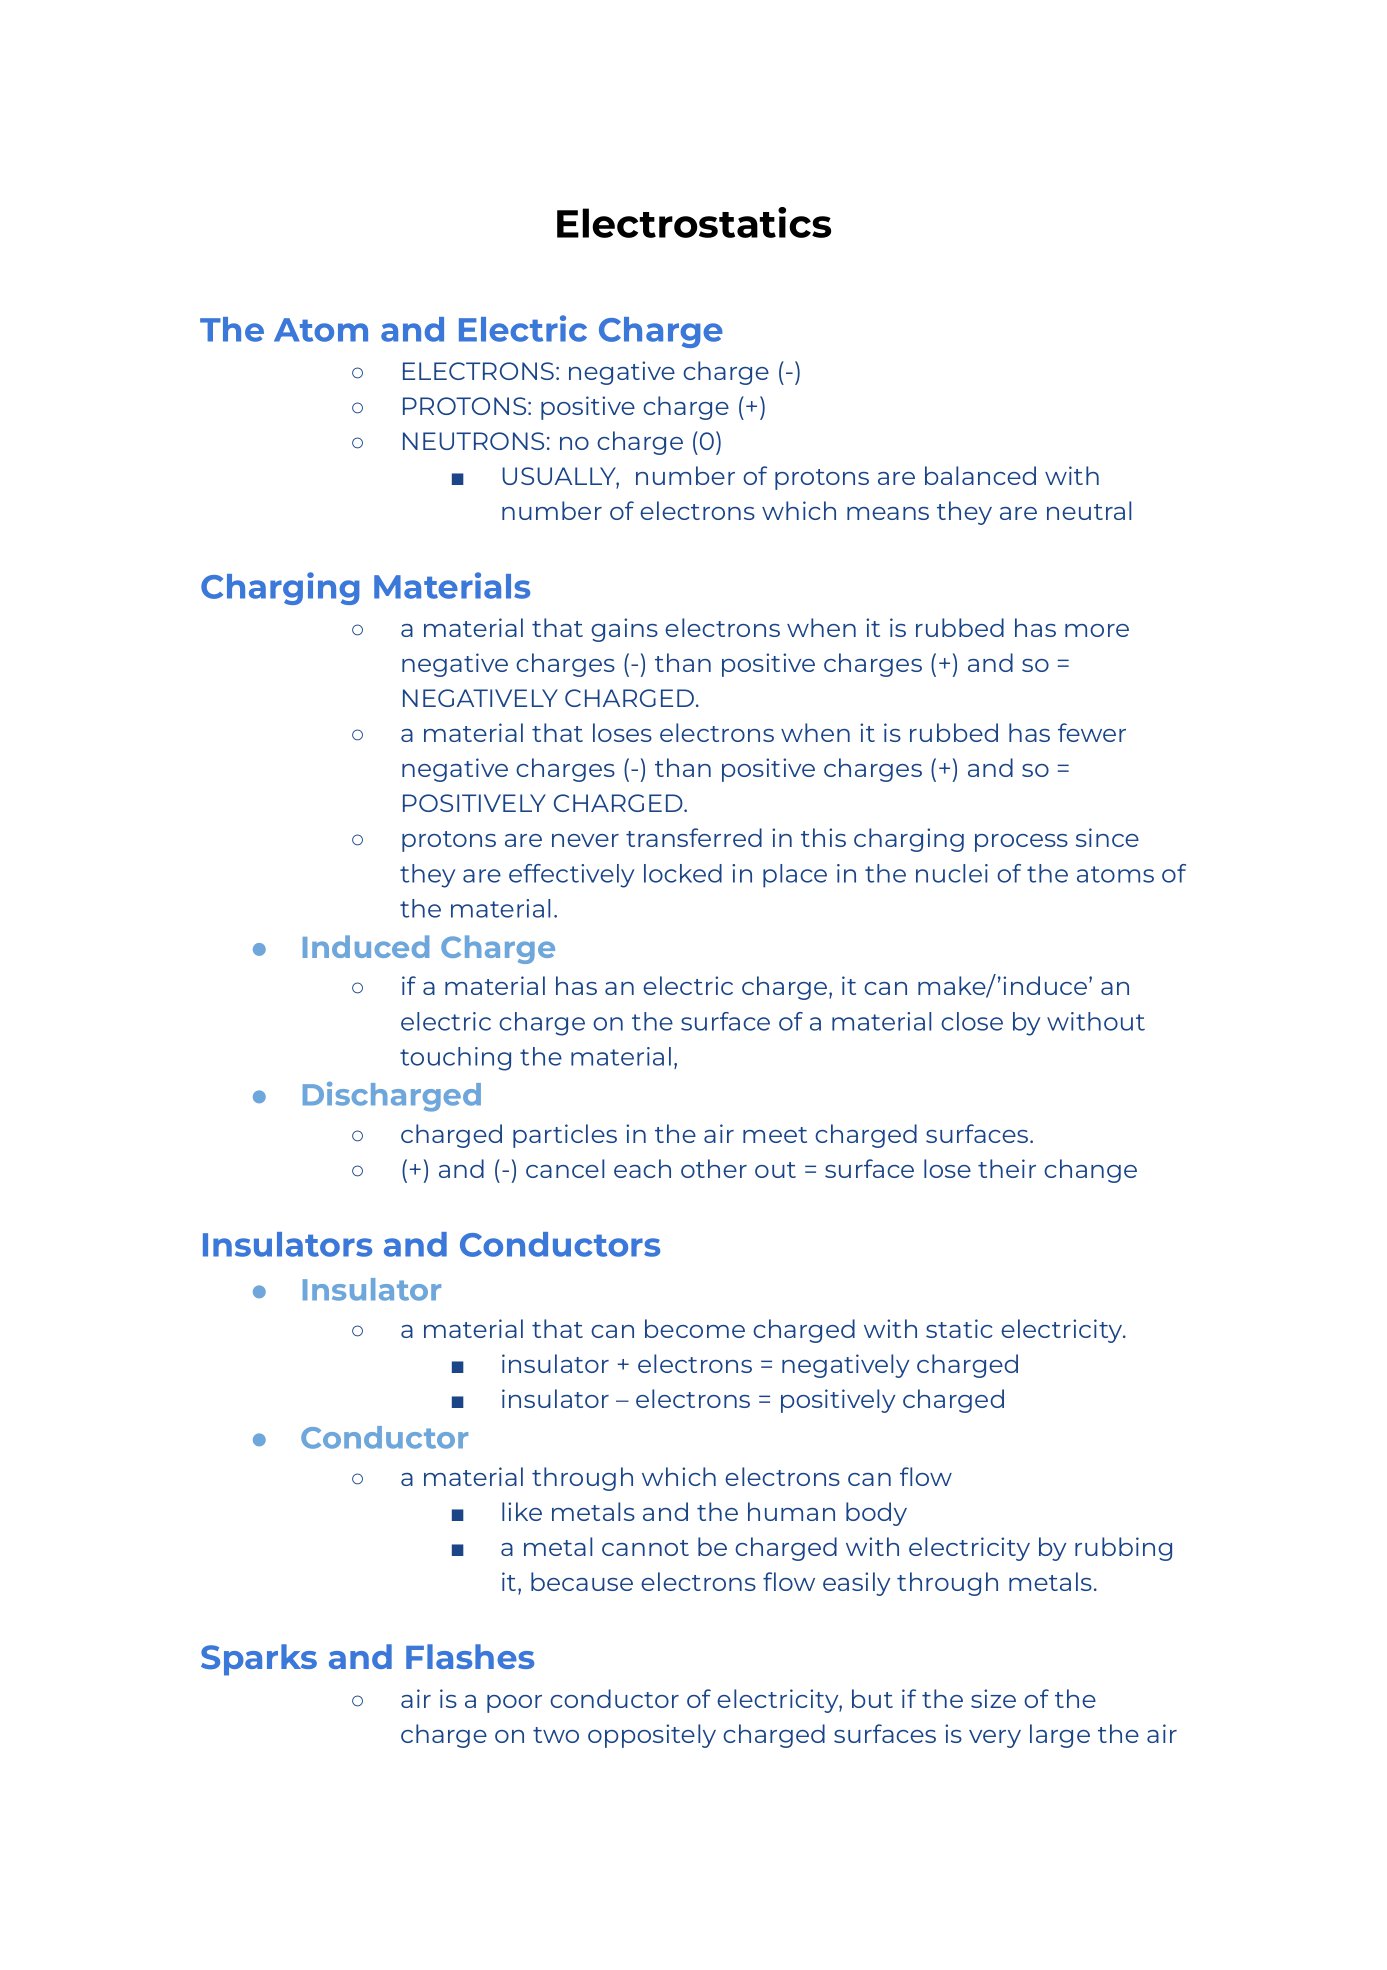 Electrostatics
The Atom and Electric Charge
○ ELECTRONS: negative charge (-)
○ PROTONS: positive charge (+)
○ NEUTRONS: no charge (0)
■ USUALLY,  number of protons are balanced with
number of electrons which means they are neutral
Charging Materials
○ a material that gains electrons when it is rubbed has more
negative charges (-) than positive charges (+) and so =
NEGATIVELY CHARGED.
○ a material that loses electrons when it is rubbed has fewer
negative charges (-) than positive charges (+) and so =
POSITIVELY CHARGED.
○ protons are never transferred in this charging process since
they are effectively locked in place in the nuclei of the atoms of
the material.
● Induced Charge
○ if a material has an electric charge, it can make/’induce’ an
electric charge on the surface of a material close by without
touching the material,
● Discharged
○ charged particles in the air meet charged surfaces.
○ (+) and (-) cancel each other out = surface lose their change
Insulators and Conductors
● Insulator
○ a material that can become charged with static electricity.
■ insulator + electrons = negatively charged
■ insulator – electrons = positively charged
● Conductor
○ a material through which electrons can flow
■ like metals and the human body
■ a metal cannot be charged with electricity by rubbing
it, because electrons flow easily through metals.
Sparks and Flashes
○ air is a poor conductor of electricity, but if the size of the
charge on two oppositely charged surfaces is very large the air